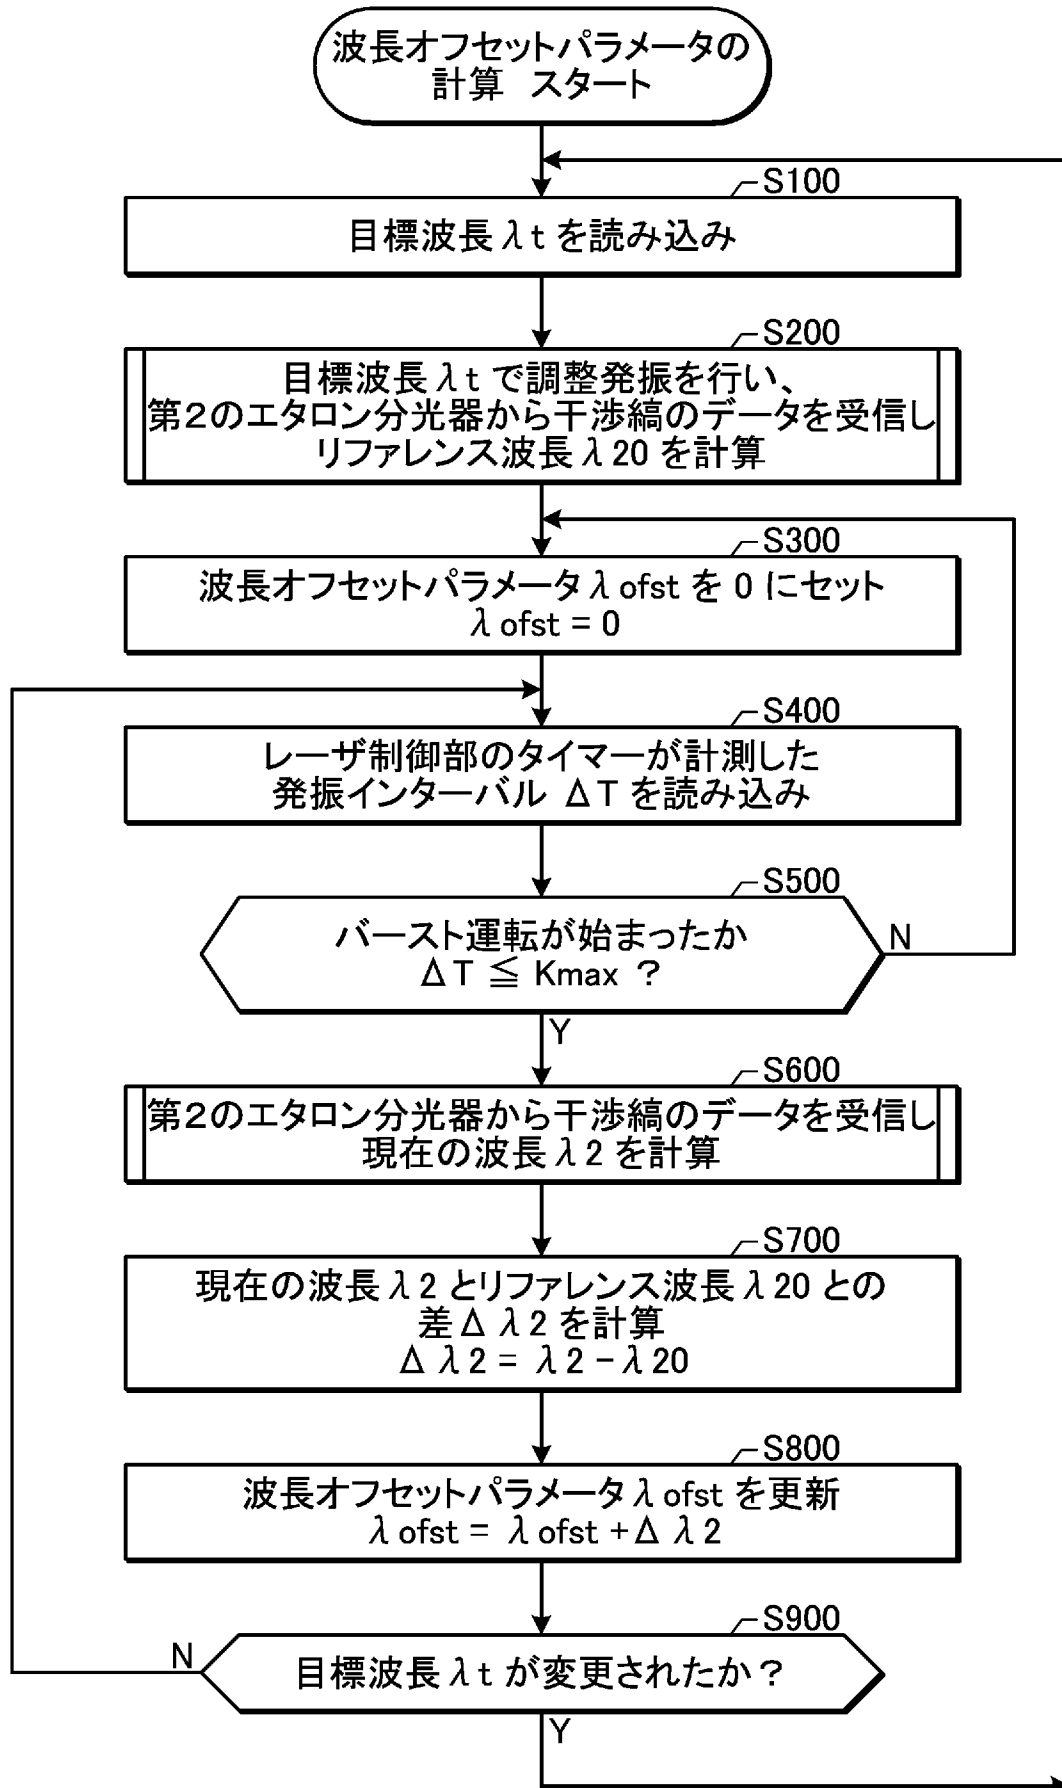 波長オフセットパラメータの
計算　スタート
S100
目標波長λtを読み込み
S200
目標波長λtで調整発振を行い、
第2のエタロン分光器から干渉縞のデータを受信し
リファレンス波長λ20を計算
S300
波長オフセットパラメータλofstを0にセット
λofst = 0
S400
レーザ制御部のタイマーが計測した
発振インターバル ΔTを読み込み
S500
バースト運転が始まったか
ΔT ≦ Kmax ?
N
Y
S600
第2のエタロン分光器から干渉縞のデータを受信し
現在の波長λ2を計算
S700
現在の波長λ2とリファレンス波長λ20との
差Δλ2を計算
Δλ2 = λ2-λ20
S800
波長オフセットパラメータλofstを更新
λofst = λofst +Δλ2
S900
N
目標波長λtが変更されたか?
Y